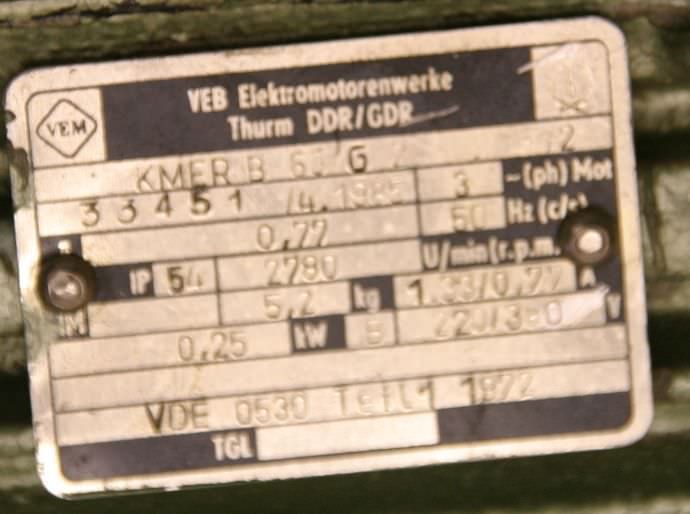 VEM
VEB Elektromotorenwerke
Thurm DDR/GDR
KMER B G
33451 /4.1985 3 ~(ph) Mot
0,77 50 Hz (c/s)
IP 54 2780 U/min(r.p.m.
IM 5,2 kg 1.33/0,77 A
0,25 kW B 220/380 V
VDE 0530 Teil 1 1972
TGL